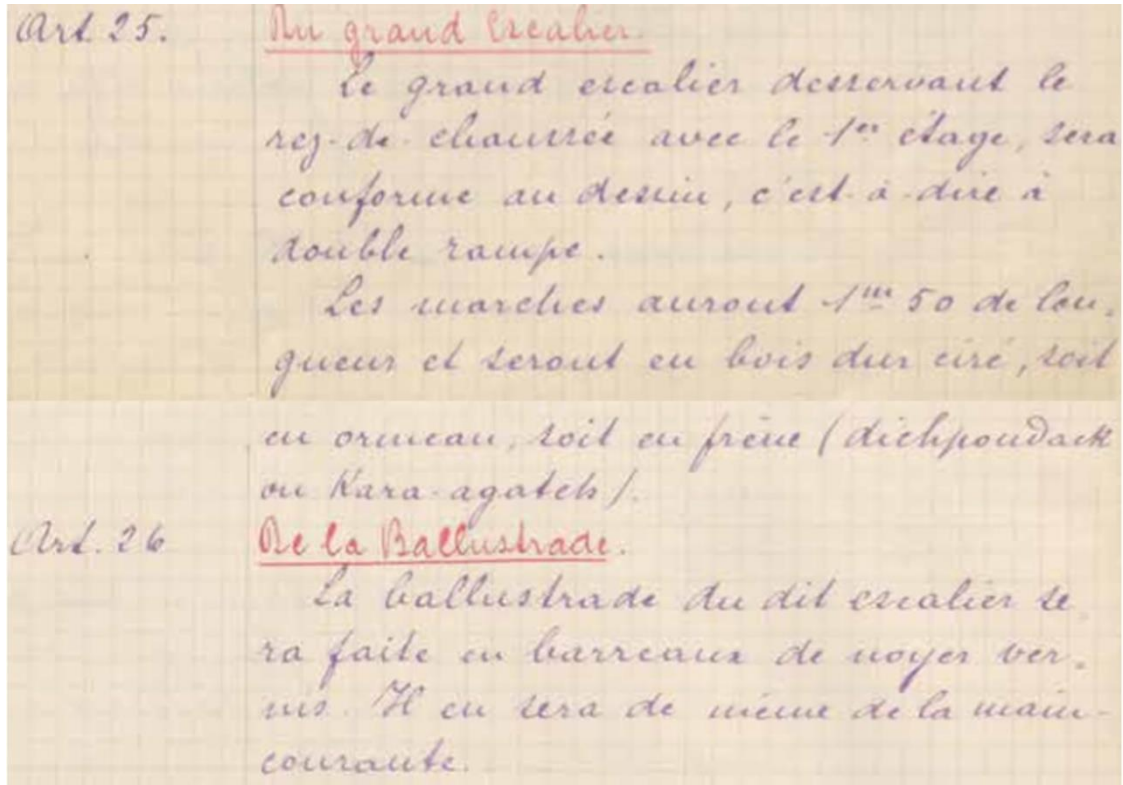 Art. 25. Du grand Escalier.
Le grand escalier desservant le
rez-de-chaussée avec le 1er étage, sera
conforme au dessin, c'est-à-dire à
double rampe.
Les marches auront 1m 50 de lon-
gueur et seront en bois dur ciré, soit
en ormeau, soit en frêne (dichpoudack
ou Kara-agatch).
Art. 26 De la Ballustrade.
La ballustrade du dit escalier se
ra faite en barreaux de noyer ver-
nis. Il en sera de même de la main-
courante.